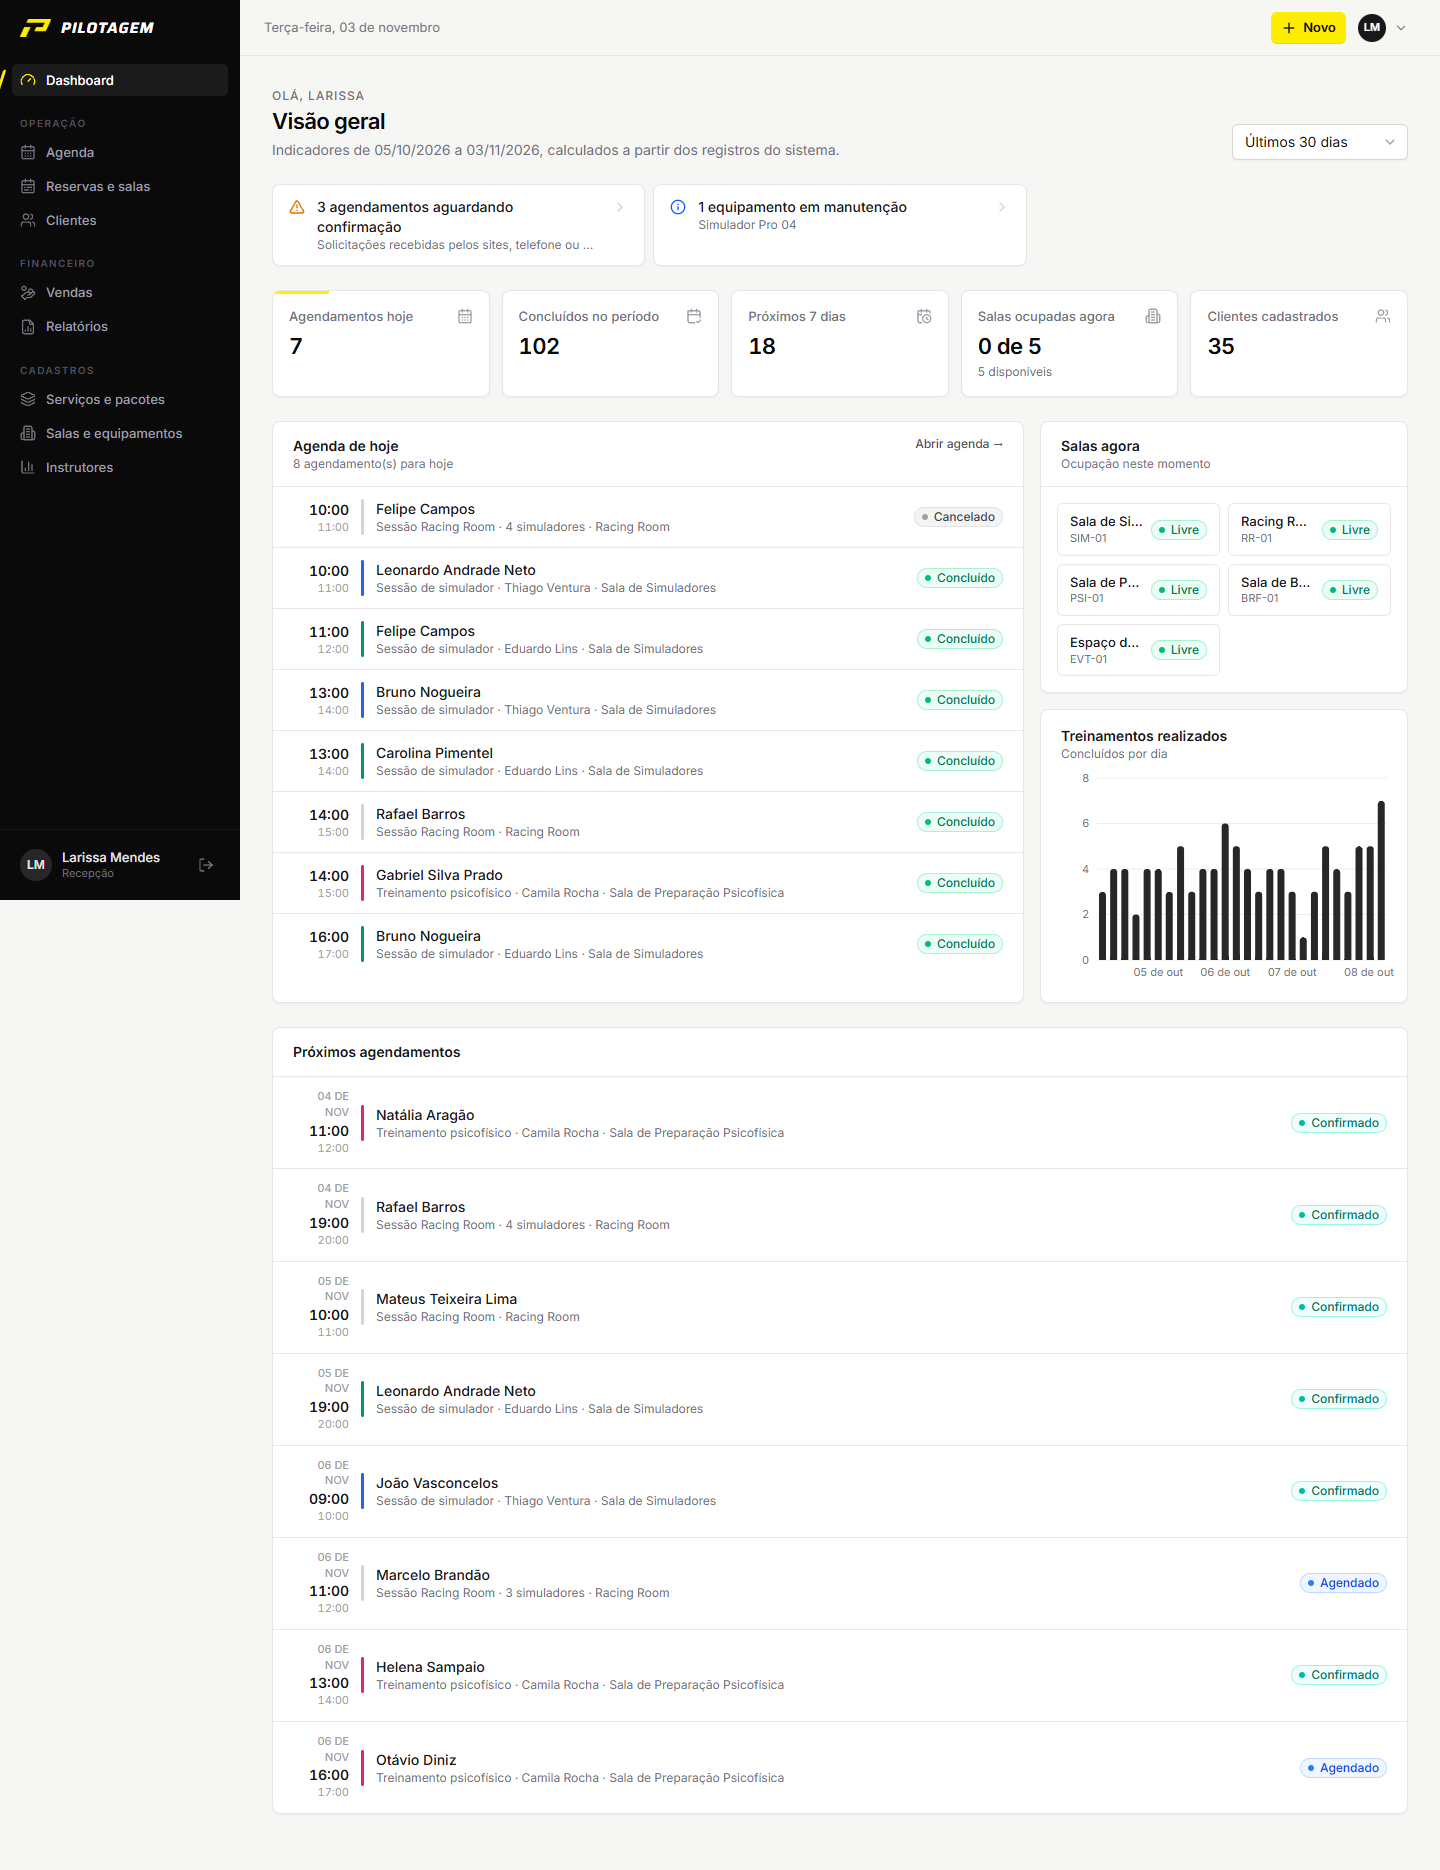 PILOTAGEM
Dashboard
OPERAÇÃO
Agenda
Reservas e salas
Clientes
FINANCEIRO
Vendas
Relatórios
CADASTROS
Serviços e pacotes
Salas e equipamentos
Instrutores
LM
Larissa Mendes
Recepção
Terça-feira, 03 de novembro
Novo
LM
OLÁ, LARISSA
Visão geral
Indicadores de 05/10/2026 a 03/11/2026, calculados a partir dos registros do sistema.
Últimos 30 dias
3 agendamentos aguardando
confirmação
Solicitações recebidas pelos sites, telefone ou ...
1 equipamento em manutenção
Simulador Pro 04
Agendamentos hoje
7
Concluídos no período
102
Próximos 7 dias
18
Salas ocupadas agora
0 de 5
5 disponíveis
Clientes cadastrados
35
Agenda de hoje
8 agendamento(s) para hoje
Abrir agenda →
10:00
11:00
Felipe Campos
Sessão Racing Room · 4 simuladores · Racing Room
Cancelado
10:00
11:00
Leonardo Andrade Neto
Sessão de simulador · Thiago Ventura · Sala de Simuladores
Concluído
11:00
12:00
Felipe Campos
Sessão de simulador · Eduardo Lins · Sala de Simuladores
Concluído
13:00
14:00
Bruno Nogueira
Sessão de simulador · Thiago Ventura · Sala de Simuladores
Concluído
13:00
14:00
Carolina Pimentel
Sessão de simulador · Eduardo Lins · Sala de Simuladores
Concluído
14:00
15:00
Rafael Barros
Sessão Racing Room · Racing Room
Concluído
14:00
15:00
Gabriel Silva Prado
Treinamento psicofísico · Camila Rocha · Sala de Preparação Psicofísica
Concluído
16:00
17:00
Bruno Nogueira
Sessão de simulador · Eduardo Lins · Sala de Simuladores
Concluído
Salas agora
Ocupação neste momento
Sala de Si...
SIM-01
Livre
Racing R...
RR-01
Livre
Sala de P...
PSI-01
Livre
Sala de B...
BRF-01
Livre
Espaço d...
EVT-01
Livre
Treinamentos realizados
Concluídos por dia
8
6
4
2
0
05 de out 06 de out 07 de out 08 de out
Próximos agendamentos
04 DE
NOV
11:00
12:00
Natália Aragão
Treinamento psicofísico · Camila Rocha · Sala de Preparação Psicofísica
Confirmado
04 DE
NOV
19:00
20:00
Rafael Barros
Sessão Racing Room · 4 simuladores · Racing Room
Confirmado
05 DE
NOV
10:00
11:00
Mateus Teixeira Lima
Sessão Racing Room · Racing Room
Confirmado
05 DE
NOV
19:00
20:00
Leonardo Andrade Neto
Sessão de simulador · Eduardo Lins · Sala de Simuladores
Confirmado
06 DE
NOV
09:00
10:00
João Vasconcelos
Sessão de simulador · Thiago Ventura · Sala de Simuladores
Confirmado
06 DE
NOV
11:00
12:00
Marcelo Brandão
Sessão Racing Room · 3 simuladores · Racing Room
Agendado
06 DE
NOV
13:00
14:00
Helena Sampaio
Treinamento psicofísico · Camila Rocha · Sala de Preparação Psicofísica
Confirmado
06 DE
NOV
16:00
17:00
Otávio Diniz
Treinamento psicofísico · Camila Rocha · Sala de Preparação Psicofísica
Agendado